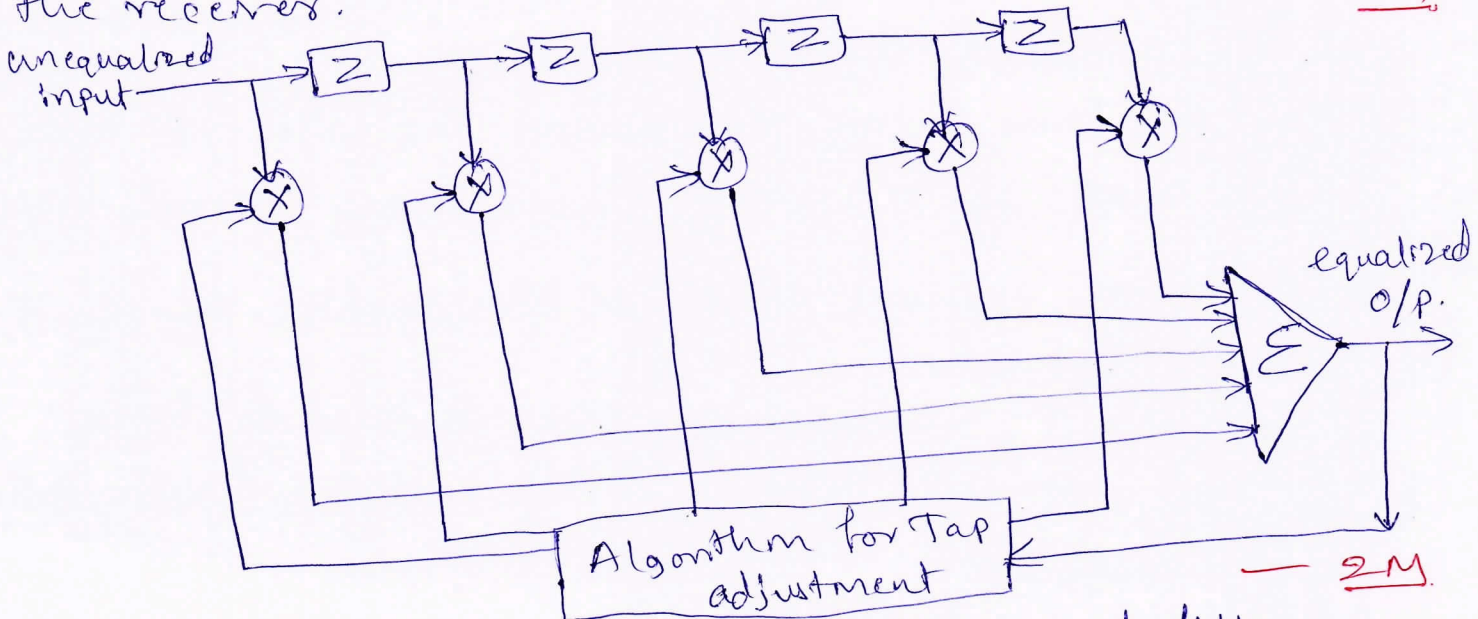 the receiver.
unequalized
input
Z
Z
Z
Z
X
X
X
X
X
equalized
O/P.
Σ
Algorithm for Tap
adjustment
— 2M.